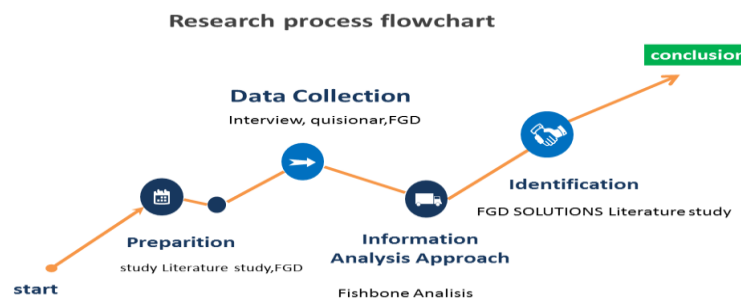 Research process flowchart
conclusion
Data Collection
Interview, quisionar,FGD
Identification
FGD SOLUTIONS Literature study
Preparition
study Literature study,FGD
Information
Analysis Approach
Fishbone Analisis
start